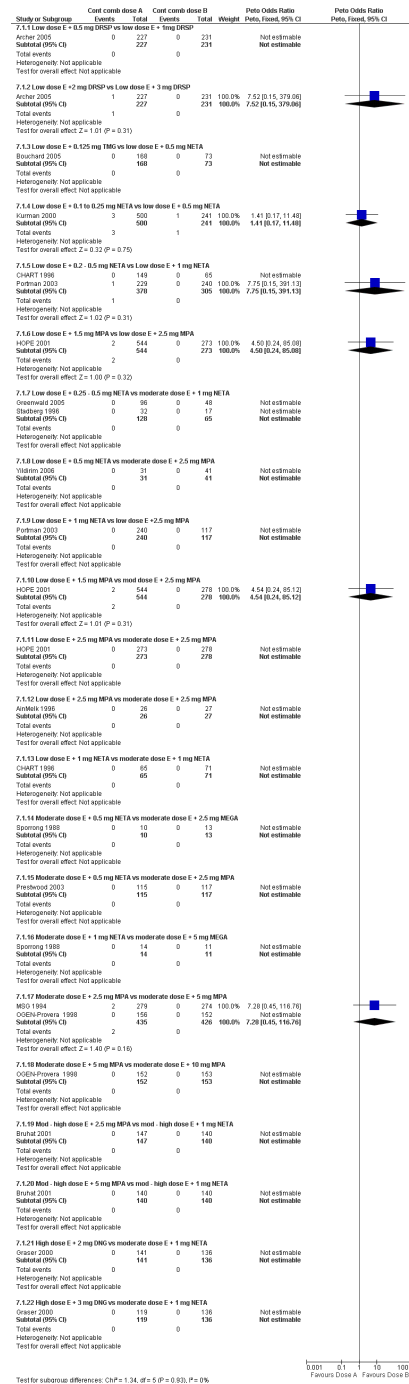 Cont comb dose A Cont comb dose B Peto Odds Ratio Peto Odds Ratio
Study or Subgroup Events Total Events Total Weight Peto, Fixed, 95% CI Peto, Fixed, 95% CI
7.1.1 Low dose E + 0.5 mg DRSP vs low dose E + 1mg DRSP
Archer 2005 0 227 0 231 Not estimable
Subtotal (95% CI) 227 231 Not estimable
Total events 0 0
Heterogeneity: Not applicable
Test for overall effect: Not applicable
7.1.2 Low dose E +2 mg DRSP vs Low dose E + 3 mg DRSP
Archer 2005 1 227 0 231 100.0% 7.52 [0.15, 379.06]
Subtotal (95% CI) 227 231 100.0% 7.52 [0.15, 379.06]
Total events 1 0
Heterogeneity: Not applicable
Test for overall effect: Z = 1.01 (P = 0.31)
7.1.3 Low dose E + 0.125 mg TMG vs low dose E + 0.5 mg NETA
Bouchard 2005 0 168 0 73 Not estimable
Subtotal (95% CI) 168 73 Not estimable
Total events 0 0
Heterogeneity: Not applicable
Test for overall effect: Not applicable
7.1.4 Low dose E + 0.1 to 0.25 mg NETA vs low dose E + 0.5 mg NETA
Kurman 2000 3 500 1 241 100.0% 1.41 [0.17, 11.48]
Subtotal (95% CI) 500 241 100.0% 1.41 [0.17, 11.48]
Total events 3 1
Heterogeneity: Not applicable
Test for overall effect: Z = 0.32 (P = 0.75)
7.1.5 Low dose E + 0.2 - 0.5 mg NETA vs Low dose E + 1 mg NETA
CHART 1996 0 149 0 65 Not estimable
Portman 2003 1 229 0 240 100.0% 7.75 [0.15, 391.13]
Subtotal (95% CI) 378 305 100.0% 7.75 [0.15, 391.13]
Total events 1 0
Heterogeneity: Not applicable
Test for overall effect: Z = 1.02 (P = 0.31)
7.1.6 Low dose E + 1.5 mg MPA vs low dose E + 2.5 mg MPA
HOPE 2001 2 544 0 273 100.0% 4.50 [0.24, 85.08]
Subtotal (95% CI) 544 273 100.0% 4.50 [0.24, 85.08]
Total events 2 0
Heterogeneity: Not applicable
Test for overall effect: Z = 1.00 (P = 0.32)
7.1.7 Low dose E + 0.25 - 0.5 mg NETA vs moderate dose E + 1 mg NETA
Greenwald 2005 0 96 0 48 Not estimable
Stadberg 1996 0 32 0 17 Not estimable
Subtotal (95% CI) 128 65 Not estimable
Total events 0 0
Heterogeneity: Not applicable
Test for overall effect: Not applicable
7.1.8 Low dose E + 0.5 mg NETA vs moderate dose E + 2.5 mg MPA
Yildirim 2006 0 31 0 41 Not estimable
Subtotal (95% CI) 31 41 Not estimable
Total events 0 0
Heterogeneity: Not applicable
Test for overall effect: Not applicable
7.1.9 Low dose E + 1 mg NETA vs low dose E +2.5 mg MPA
Portman 2003 0 240 0 117 Not estimable
Subtotal (95% CI) 240 117 Not estimable
Total events 0 0
Heterogeneity: Not applicable
Test for overall effect: Not applicable
7.1.10 Low dose E + 1.5 mg MPA vs mod dose E + 2.5 mg MPA
HOPE 2001 2 544 0 278 100.0% 4.54 [0.24, 85.12]
Subtotal (95% CI) 544 278 100.0% 4.54 [0.24, 85.12]
Total events 2 0
Heterogeneity: Not applicable
Test for overall effect: Z = 1.01 (P = 0.31)
7.1.11 Low dose E + 2.5 mg MPA vs moderate dose E + 2.5 mg MPA
HOPE 2001 0 273 0 278 Not estimable
Subtotal (95% CI) 273 278 Not estimable
Total events 0 0
Heterogeneity: Not applicable
Test for overall effect: Not applicable
7.1.12 Low dose E + 2.5 mg MPA vs moderate dose E + 2.5 mg MPA
AinMelk 1996 0 26 0 27 Not estimable
Subtotal (95% CI) 26 27 Not estimable
Total events 0 0
Heterogeneity: Not applicable
Test for overall effect: Not applicable
7.1.13 Low dose E + 1 mg NETA vs moderate dose E + 1 mg NETA
CHART 1996 0 65 0 71 Not estimable
Subtotal (95% CI) 65 71 Not estimable
Total events 0 0
Heterogeneity: Not applicable
Test for overall effect: Not applicable
7.1.14 Moderate dose E + 0.5 mg NETA vs moderate dose E + 2.5 mg MEGA
Sporrong 1988 0 10 0 13 Not estimable
Subtotal (95% CI) 10 13 Not estimable
Total events 0 0
Heterogeneity: Not applicable
Test for overall effect: Not applicable
7.1.15 Moderate dose E + 0.5 mg NETA vs moderate dose E + 2.5 mg MPA
Prestwood 2003 0 115 0 117 Not estimable
Subtotal (95% CI) 115 117 Not estimable
Total events 0 0
Heterogeneity: Not applicable
Test for overall effect: Not applicable
7.1.16 Moderate dose E + 1 mg NETA vs moderate dose E + 5 mg MEGA
Sporrong 1988 0 14 0 11 Not estimable
Subtotal (95% CI) 14 11 Not estimable
Total events 0 0
Heterogeneity: Not applicable
Test for overall effect: Not applicable
7.1.17 Moderate dose E + 2.5 mg MPA vs moderate dose E + 5 mg MPA
MSG 1994 2 279 0 274 100.0% 7.28 [0.45, 116.76]
OGEN-Provera 1998 0 156 0 152 Not estimable
Subtotal (95% CI) 435 426 100.0% 7.28 [0.45, 116.76]
Total events 2 0
Heterogeneity: Not applicable
Test for overall effect: Z = 1.40 (P = 0.16)
7.1.18 Moderate dose E + 5 mg MPA vs moderate dose E + 10 mg MPA
OGEN-Provera 1998 0 152 0 153 Not estimable
Subtotal (95% CI) 152 153 Not estimable
Total events 0 0
Heterogeneity: Not applicable
Test for overall effect: Not applicable
7.1.19 Mod - high dose E + 2.5 mg MPA vs mod - high dose E + 1 mg NETA
Bruhat 2001 0 147 0 140 Not estimable
Subtotal (95% CI) 147 140 Not estimable
Total events 0 0
Heterogeneity: Not applicable
Test for overall effect: Not applicable
7.1.20 Mod - high dose E + 5 mg MPA vs mod - high dose E + 1 mg NETA
Bruhat 2001 0 140 0 140 Not estimable
Subtotal (95% CI) 140 140 Not estimable
Total events 0 0
Heterogeneity: Not applicable
Test for overall effect: Not applicable
7.1.21 High dose E + 2 mg DNG vs moderate dose E + 1 mg NETA
Graser 2000 0 141 0 136 Not estimable
Subtotal (95% CI) 141 136 Not estimable
Total events 0 0
Heterogeneity: Not applicable
Test for overall effect: Not applicable
7.1.22 High dose E + 3 mg DNG vs moderate dose E + 1 mg NETA
Graser 2000 0 119 0 136 Not estimable
Subtotal (95% CI) 119 136 Not estimable
Total events 0 0
Heterogeneity: Not applicable
Test for overall effect: Not applicable
0.001 0.1 1 10 1000
Favours Dose A Favours Dose B
Test for subgroup differences: Chi² = 1.34, df = 5 (P = 0.93), I² = 0%